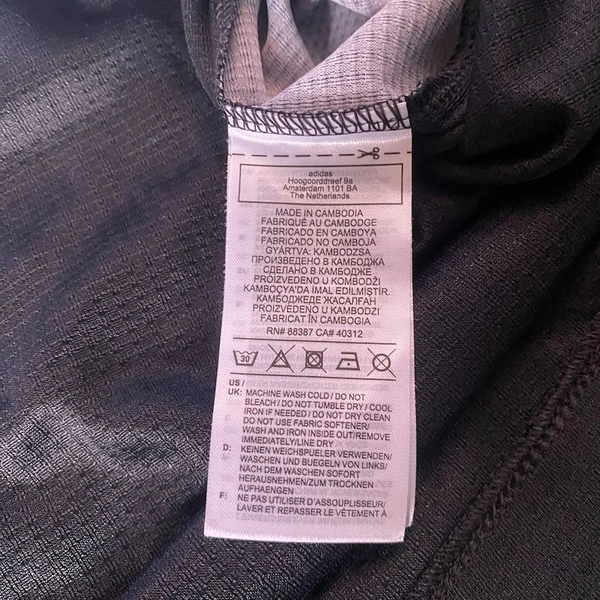 adidas
Hoogoorddreef 9a
Amsterdam 1101 BA
The Netherlands
MADE IN CAMBODIA
FABRIQUÉ AU CAMBODGE
FABRICADO EN CAMBOYA
FABRICADO NO CAMBOJA
GYÁRTVA: KAMBODZSA
ПРОИЗВЕДЕНО В КАМБОДЖА
СДЕЛАНО В КАМБОДЖЕ
PROIZVEDENO U KOMBODŽI
KAMBOÇYA'DA İMAL EDİLMİŞTİR.
КАМБОДЖЕДЕ ЖАСАЛҒАН
PROIZVEDENO U KAMBODZI
FABRICAT ÎN CAMBOGIA
RN# 88387 CA# 40312
30
US /
UK: MACHINE WASH COLD / DO NOT
BLEACH / DO NOT TUMBLE DRY / COOL
IRON IF NEEDED / DO NOT DRY CLEAN
DO NOT USE FABRIC SOFTENER/
WASH AND IRON INSIDE OUT/REMOVE
IMMEDIATELY/LINE DRY
D: KEINEN WEICHSPUELER VERWENDEN/
WASCHEN UND BUEGELN VON LINKS/
NACH DEM WASCHEN SOFORT
HERAUSNEHMEN/ZUM TROCKNEN
AUFHAENGEN
F: NE PAS UTILISER D'ASSOUPLISSEUR/
LAVER ET REPASSER LE VÊTEMENT À